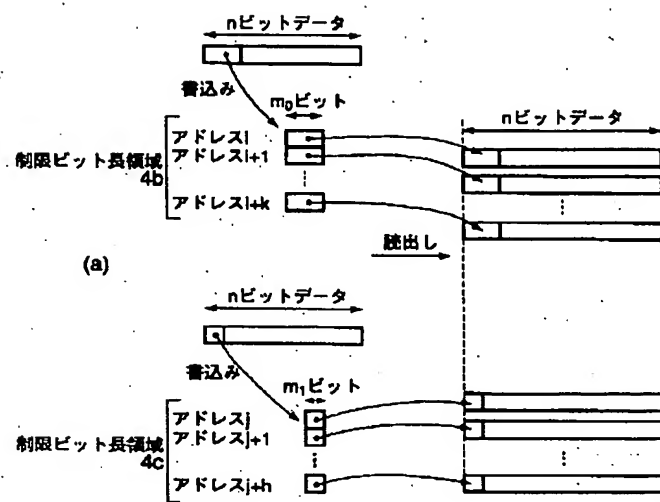 nビットデータ
書込み
m₀ビット
nビットデータ
制限ビット長領域
4b
アドレスi
アドレスi+1
アドレスi+k
読出し
(a)
nビットデータ
書込み
m₁ビット
制限ビット長領域
4c
アドレスj
アドレスj+1
アドレスj+h